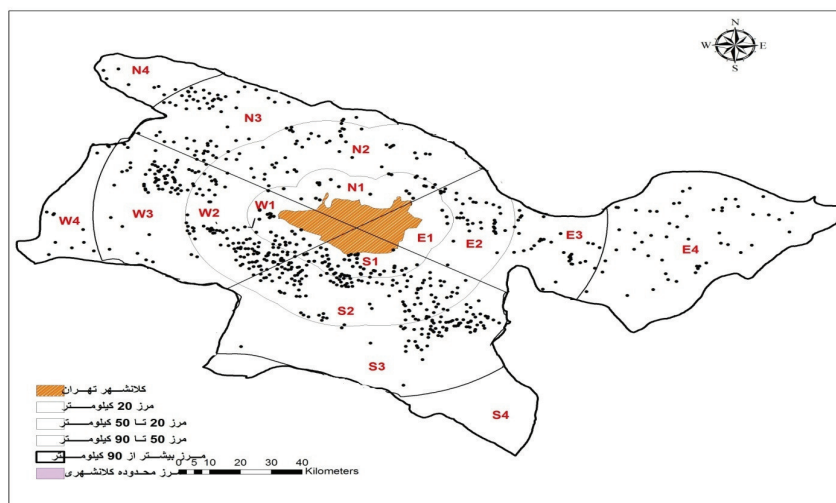 N
W E
S
N4
N3
N2
N1
W1
W2
W3
W4
E1
E2
E3
E4
S1
S2
S3
S4
کلانشهر تهران
مرز 20 کیلومتر
مرز 20 تا 50 کیلومتر
مرز 50 تا 90 کیلومتر
مرز بیشتر از 90 کیلومتر
مرز محدوده کلانشهری
0 5 10 20 30 40
Kilometers